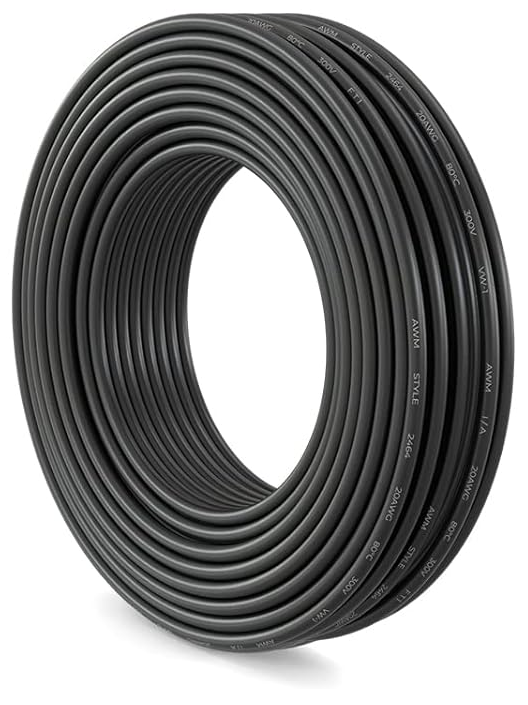 20AWG 80°C 300V FT1
AWM STYLE 2464 20AWG 80°C 300V VW-1
AWM I/A 20AWG 80°C 300V FT1
AWM STYLE 2464 20AWG 80°C 300V VW-1
AWM I/A
AWM STYLE 2464 20AWG